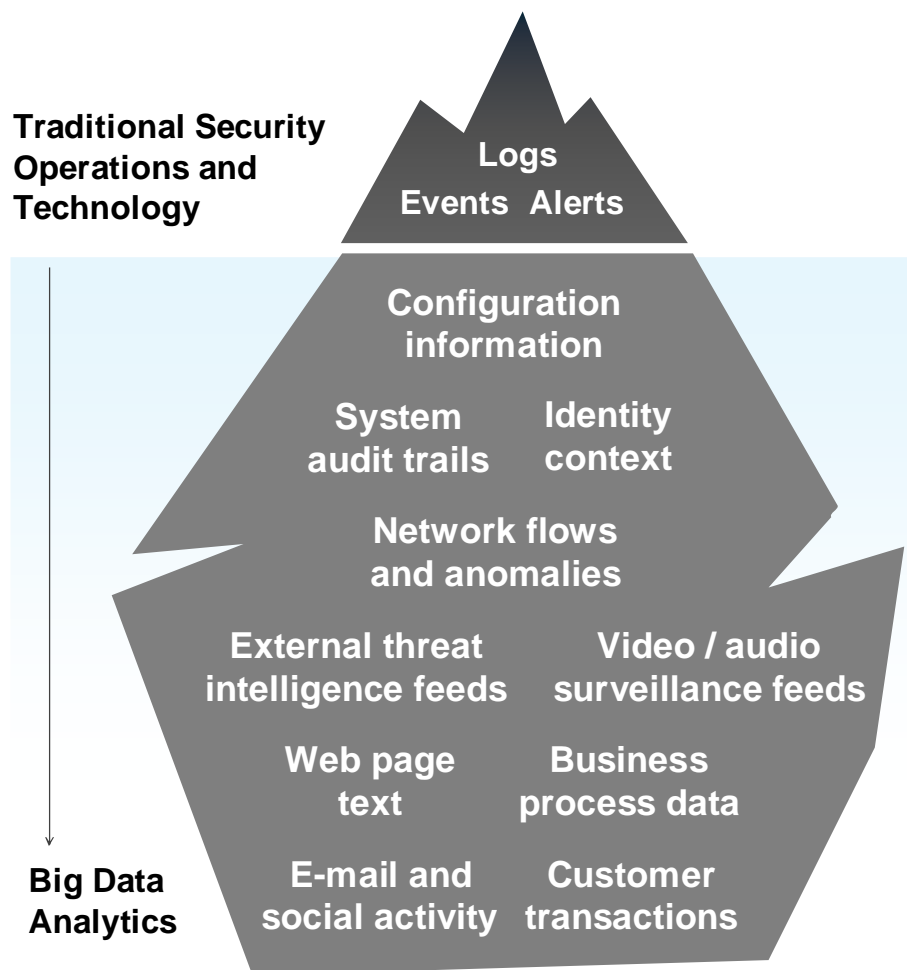 Traditional Security
Operations and
Technology
Logs
Events Alerts
Configuration
information
System
audit trails
Identity
context
Network flows
and anomalies
External threat
intelligence feeds
Video / audio
surveillance feeds
Web page
text
Business
process data
Big Data
Analytics
E-mail and
social activity
Customer
transactions